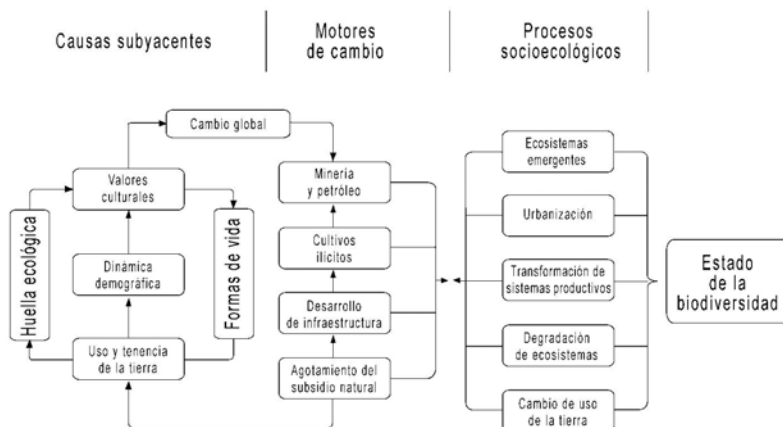 Causas subyacentes
Motores
de cambio
Procesos
socioecológicos
Cambio global
Valores
culturales
Huella ecológica
Formas de vida
Dinámica
demográfica
Uso y tenencia
de la tierra
Minería
y petróleo
Cultivos
ilícitos
Desarrollo
de infraestructura
Agotamiento del
subsidio natural
Ecosistemas
emergentes
Urbanización
Transformación de
sistemas productivos
Degradación
de ecosistemas
Cambio de uso
de la tierra
Estado
de la
biodiversidad